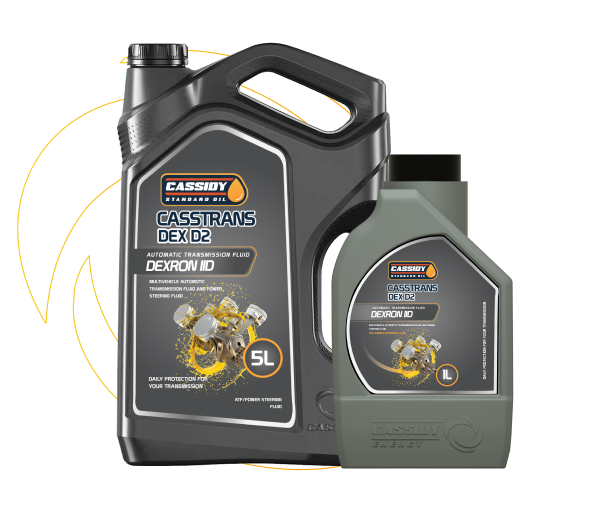 CASSIDY
STANDARD OIL
CASSTRANS
DEX D2
AUTOMATIC TRANSMISSION FLUID
DEXRON IID
MULTIVEHICLE AUTOMATIC
TRANSMISSION FLUID AND POWER
STEERING FLUID
5L
DAILY PROTECTION FOR
YOUR TRANSMISSION
ATF/POWER STEERING
FLUID
CASSIDY
STANDARD OIL
CASSTRANS
DEX D2
AUTOMATIC TRANSMISSION FLUID
DEXRON IID
1L
DAILY PROTECTION FOR YOUR TRANSMISSION
CASSIDY
ENERGY